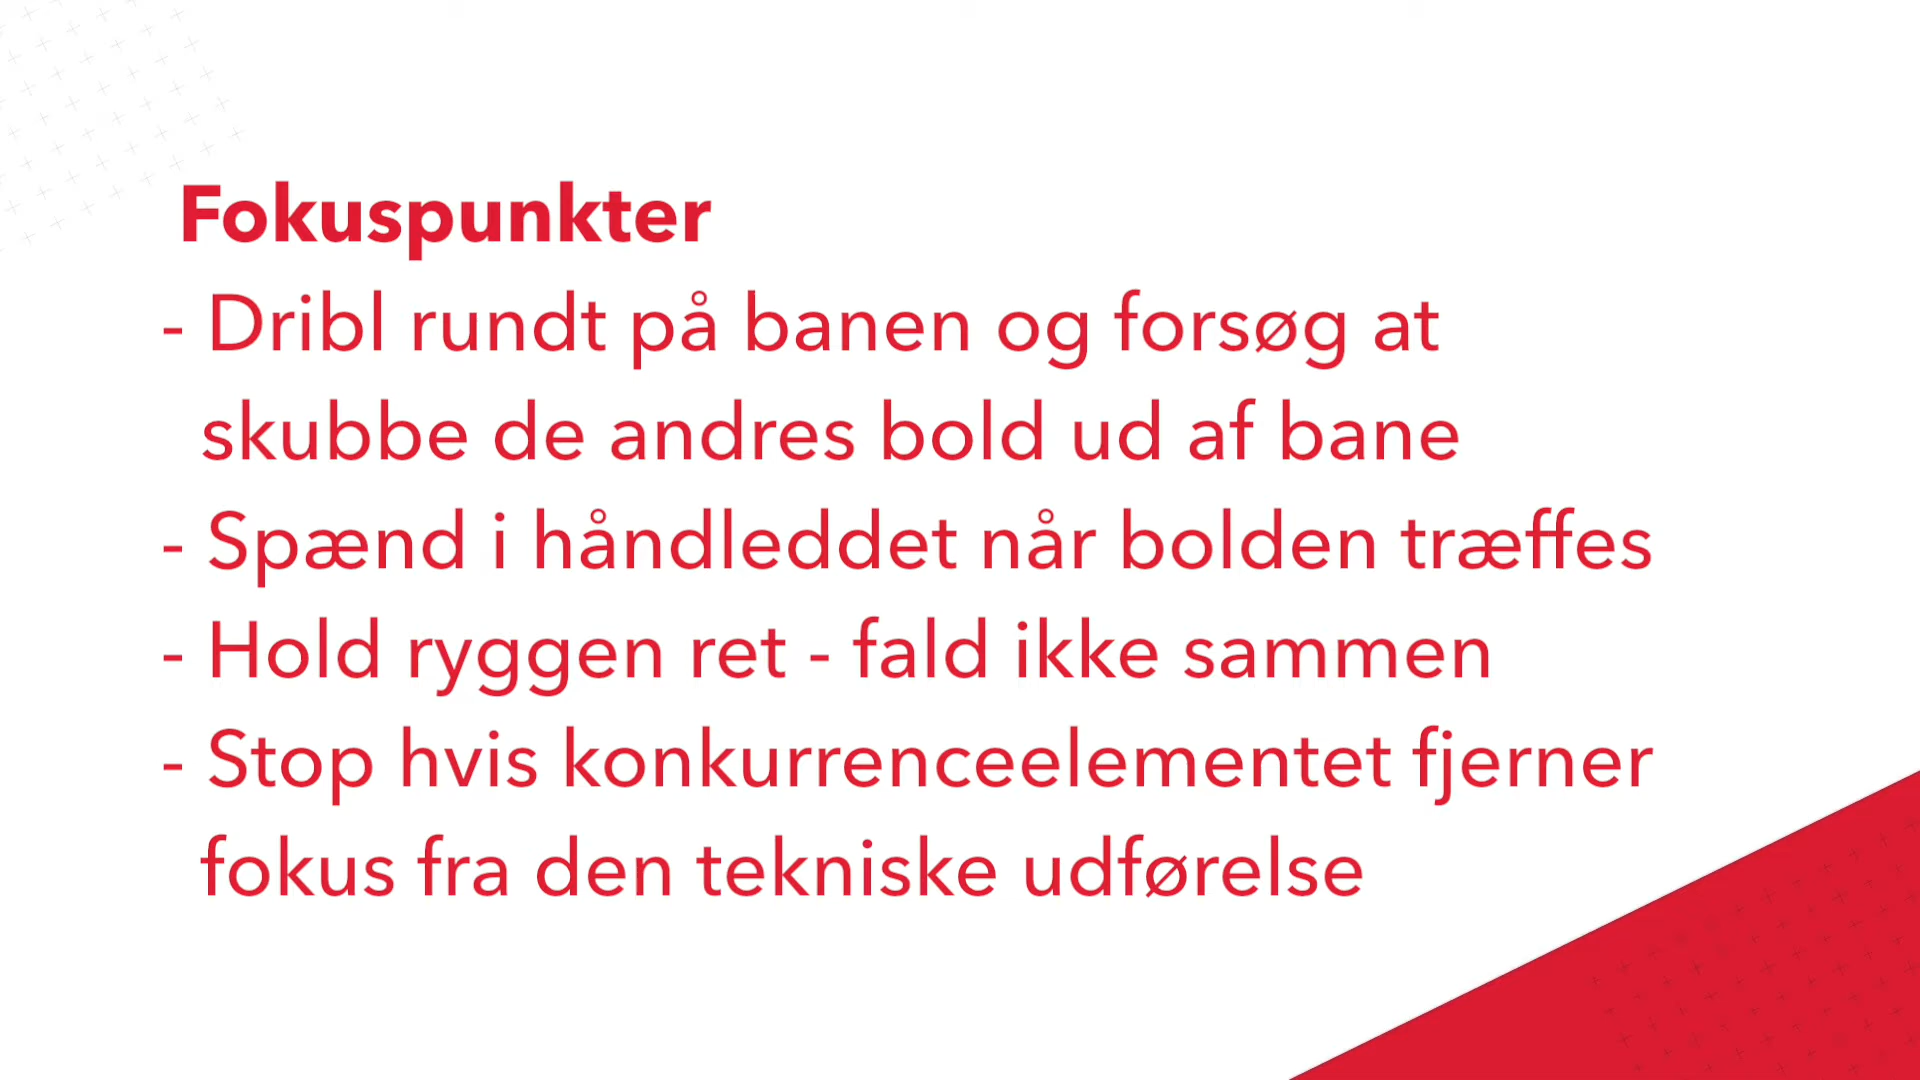 Fokuspunkter
- Dribl rundt på banen og forsøg at
skubbe de andres bold ud af bane
- Spænd i håndleddet når bolden træffes
- Hold ryggen ret - fald ikke sammen
- Stop hvis konkurrenceelementet fjerner
fokus fra den tekniske udførelse